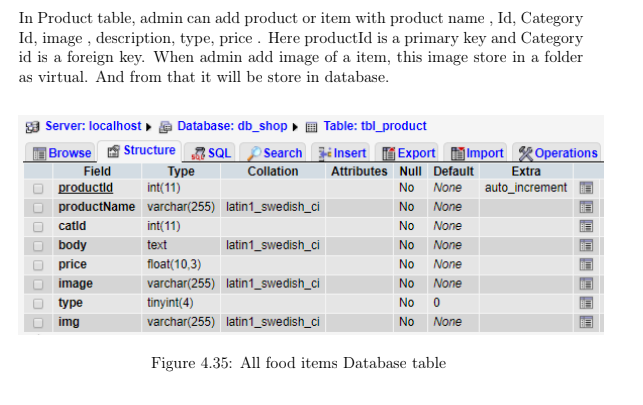 In Product table, admin can add product or item with product name , Id, Category
Id, image , description, type, price . Here productId is a primary key and Category
id is a foreign key. When admin add image of a item, this image store in a folder
as virtual. And from that it will be store in database.
Server: localhost ▸ Database: db_shop ▸ Table: tbl_product
Browse Structure SQL Search Insert Export Import Operations
Field Type Collation Attributes Null Default Extra
productId int(11) No None auto_increment
productName varchar(255) latin1_swedish_ci No None
catId int(11) No None
body text latin1_swedish_ci No None
price float(10,3) No None
image varchar(255) latin1_swedish_ci No None
type tinyint(4) No 0
img varchar(255) latin1_swedish_ci No None
Figure 4.35: All food items Database table